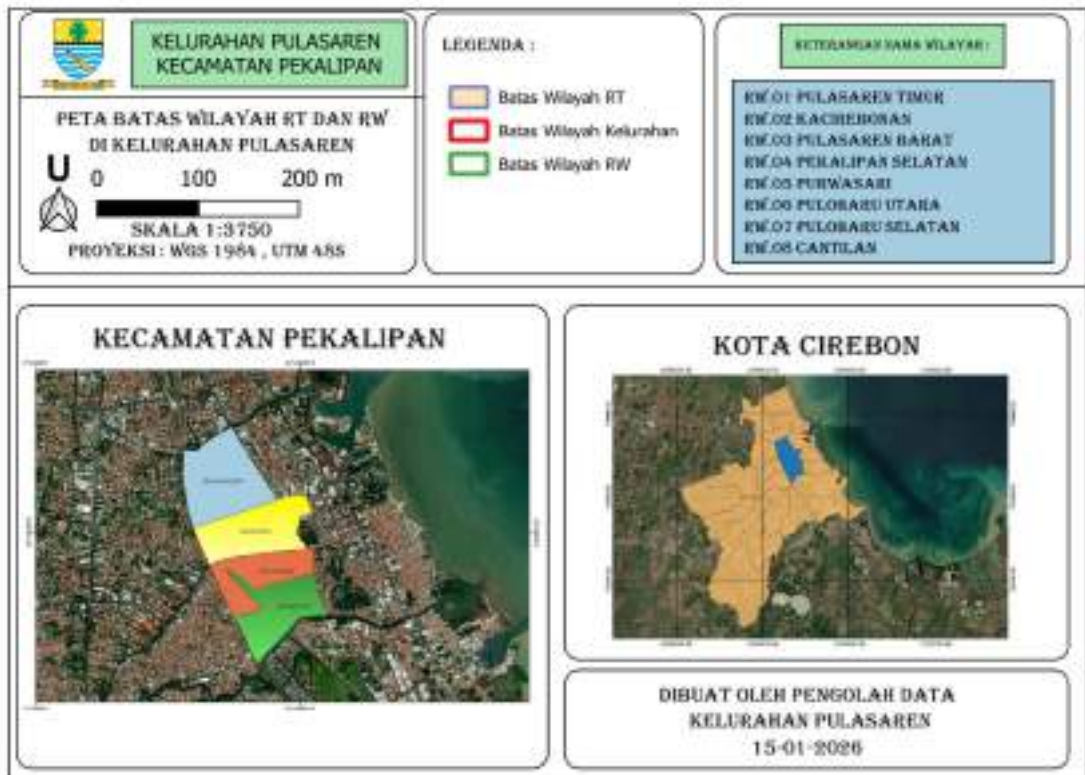 KELURAHAN PULASAREN
KECAMATAN PEKALIPAN
PETA BATAS WILAYAH RT DAN RW
DI KELURAHAN PULASAREN
U
0 100 200 m
SKALA 1:3750
PROYEKSI : WGS 1984 , UTM 48S
LEGENDA :
Batas Wilayah RT
Batas Wilayah Kelurahan
Batas Wilayah RW
KETERANGAN NAMA WILAYAH :
RW.01 PULASAREN TIMUR
RW.02 KACIREBONAN
RW.03 PULASAREN BARAT
RW.04 PEKALIPAN SELATAN
RW.05 PURWASARI
RW.06 PULOBARU UTARA
RW.07 PULOBARU SELATAN
RW.08 CANTILAN
KECAMATAN PEKALIPAN
KOTA CIREBON
DIBUAT OLEH PENGOLAH DATA
KELURAHAN PULASAREN
15-01-2026